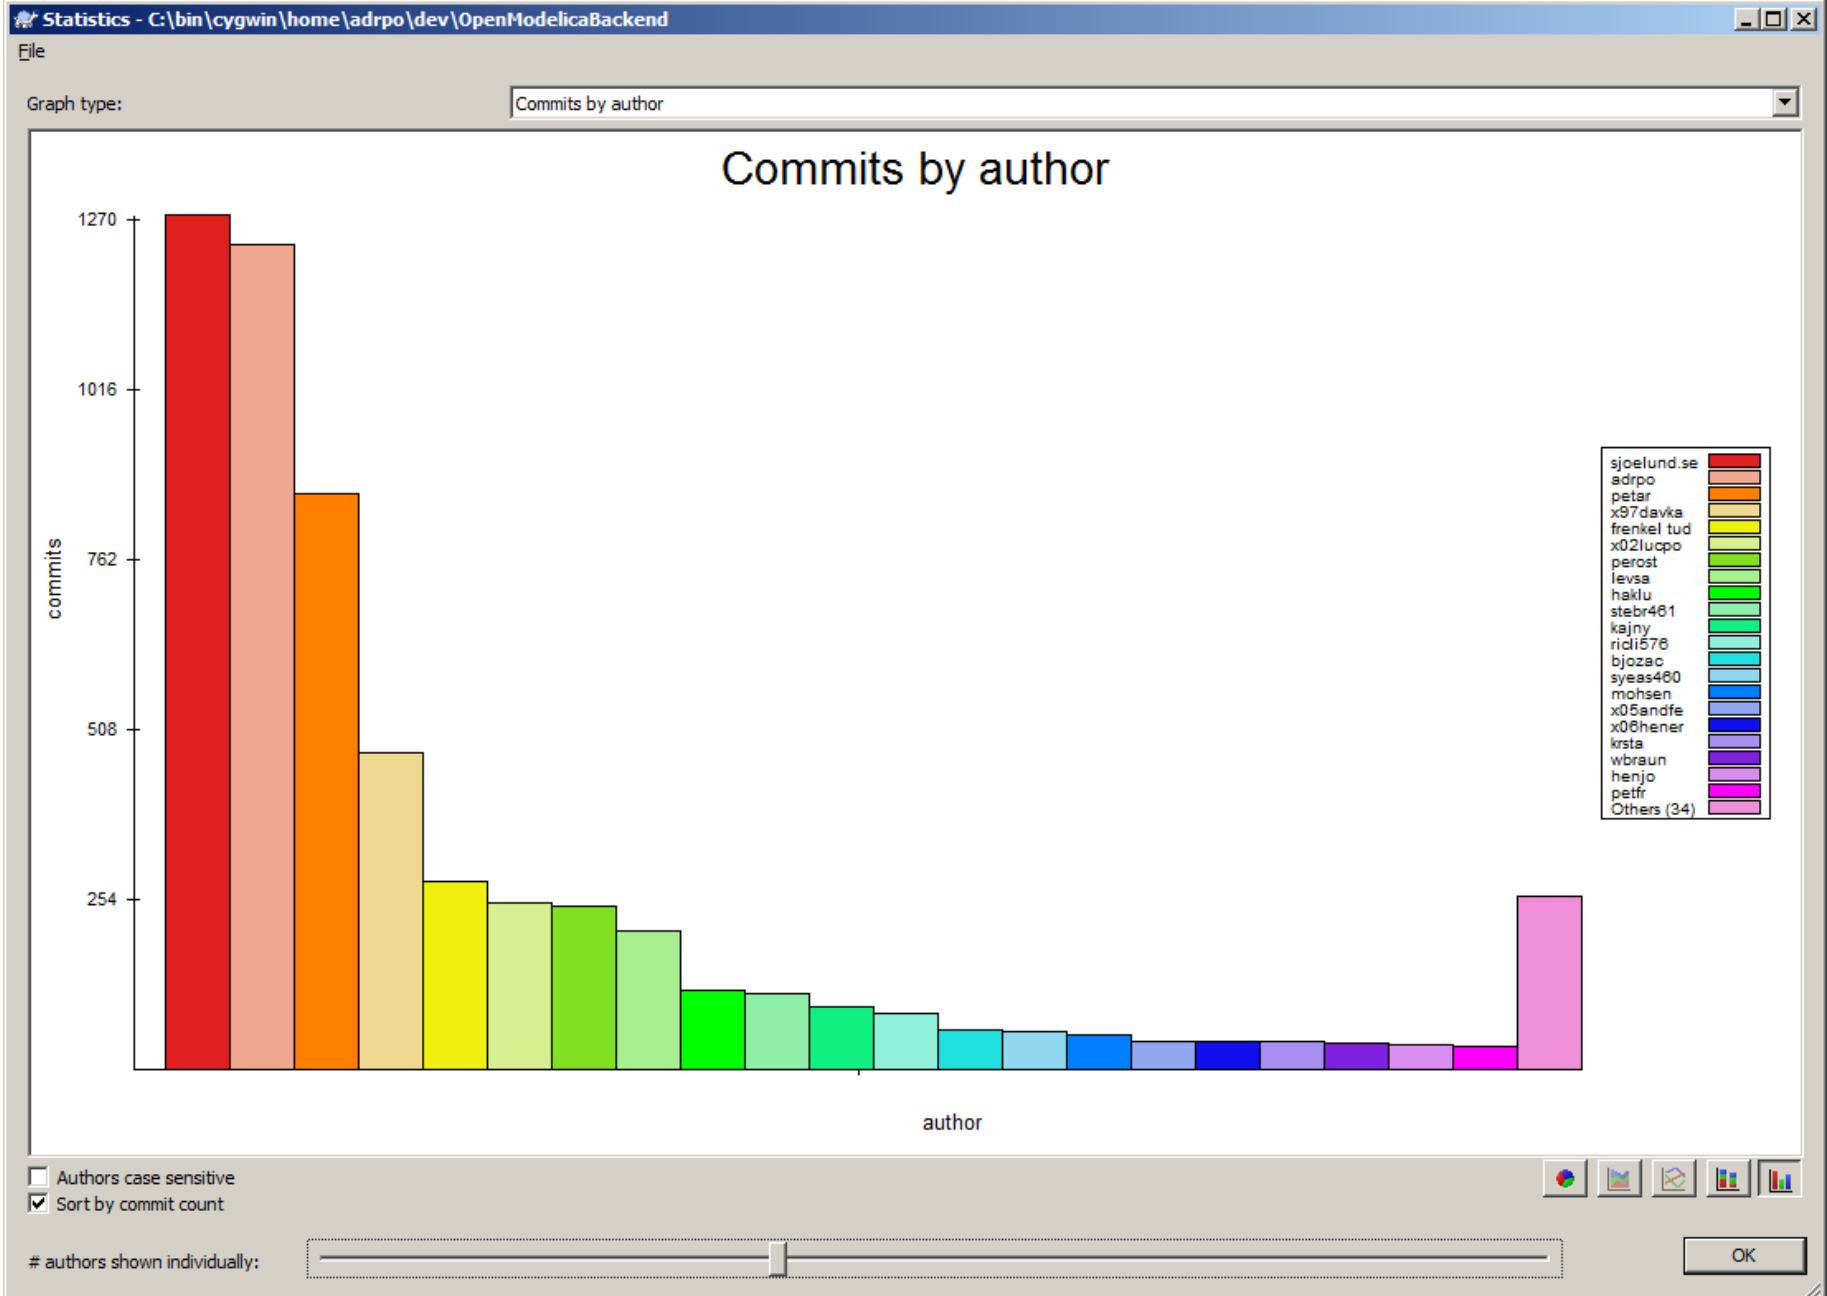 Statistics - C:\bin\cygwin\home\adrpo\dev\OpenModelicaBackend
File
Graph type:
Commits by author
Commits by author
1270
1016
762
508
254
commits
author
sjoelund.se
adrpo
petar
x97davka
frenkel tud
x02lucpo
perost
levsa
haklu
stebr461
kajny
ricli576
bjozac
syeas460
mohsen
x05andfe
x06hener
krsta
wbraun
henjo
petfr
Others (34)
Authors case sensitive
Sort by commit count
# authors shown individually:
OK